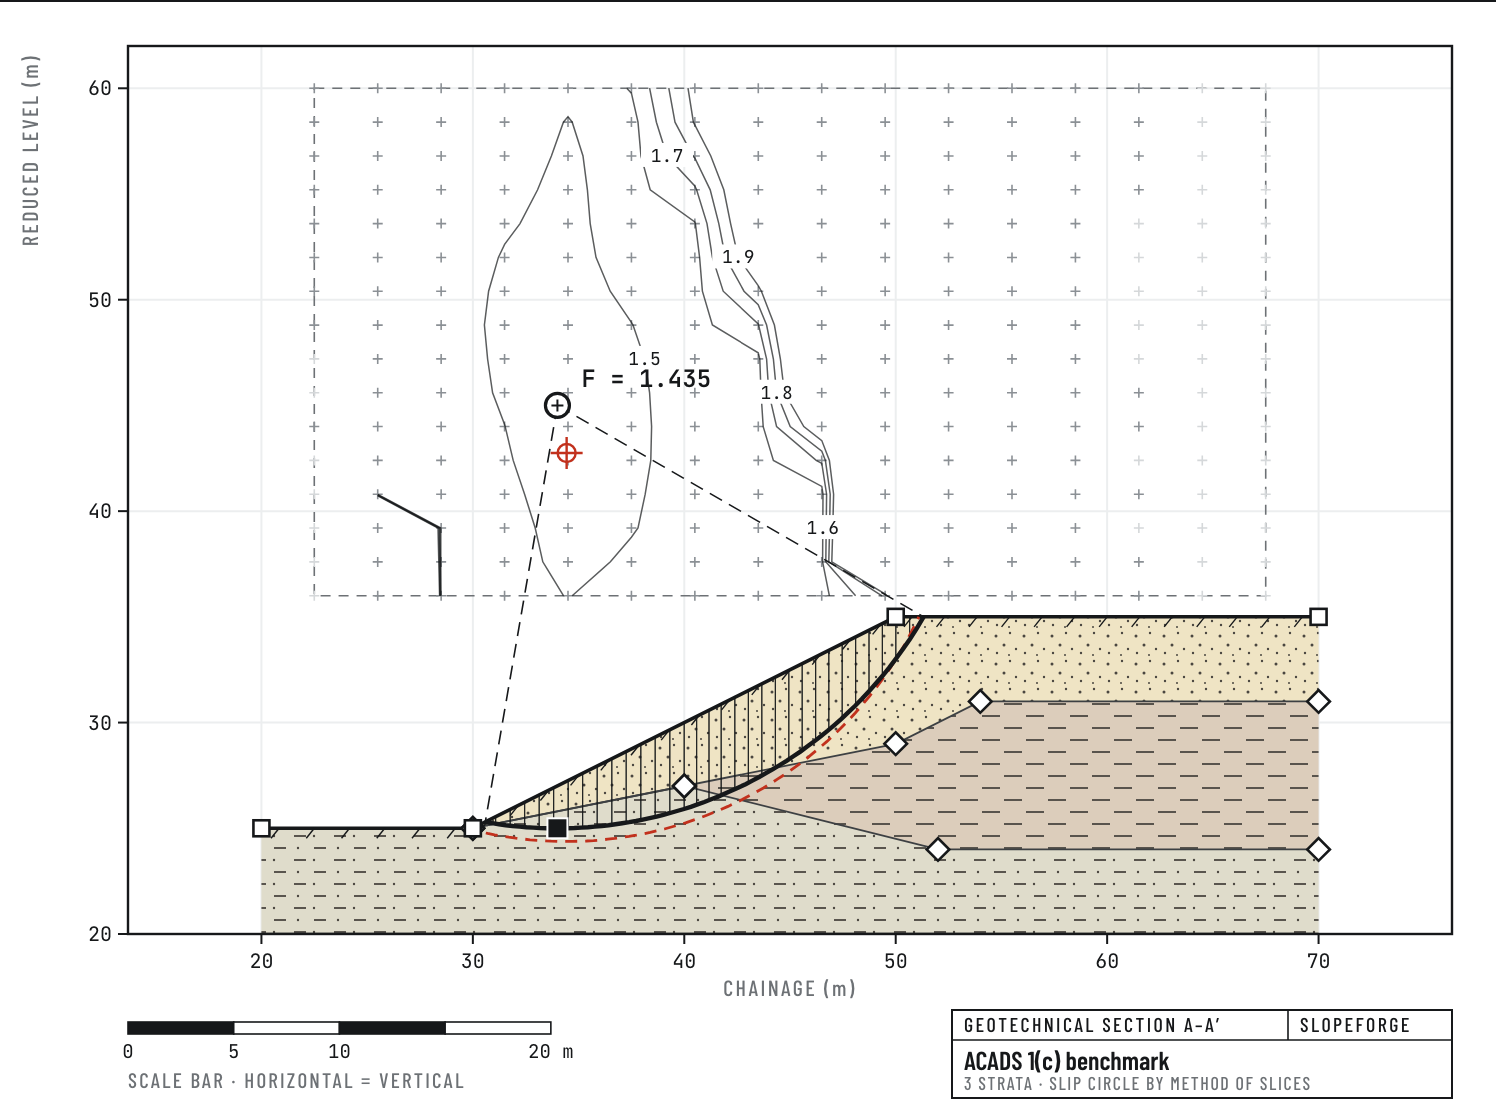 REDUCED LEVEL (m)
60
50
40
30
20
1.7
1.9
1.5
F = 1.435
1.8
1.6
20
30
40
50
60
70
CHAINAGE (m)
0
5
10
20 m
SCALE BAR · HORIZONTAL = VERTICAL
GEOTECHNICAL SECTION A–A′
SLOPEFORGE
ACADS 1(c) benchmark
3 STRATA · SLIP CIRCLE BY METHOD OF SLICES